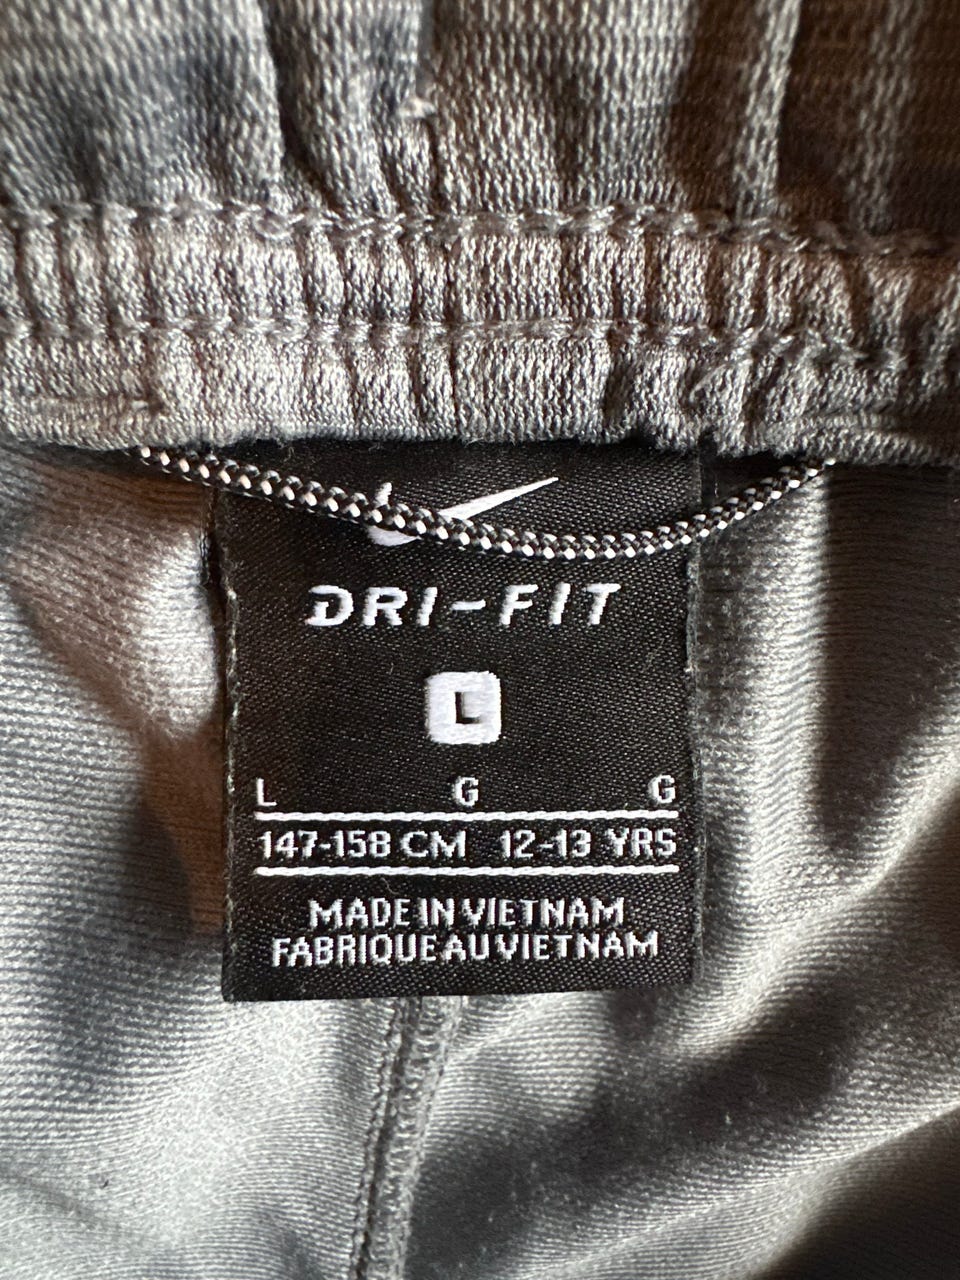 DRI-FIT
L
L G G
147-158 CM 12-13 YRS
MADE IN VIETNAM
FABRIQUE AU VIETNAM